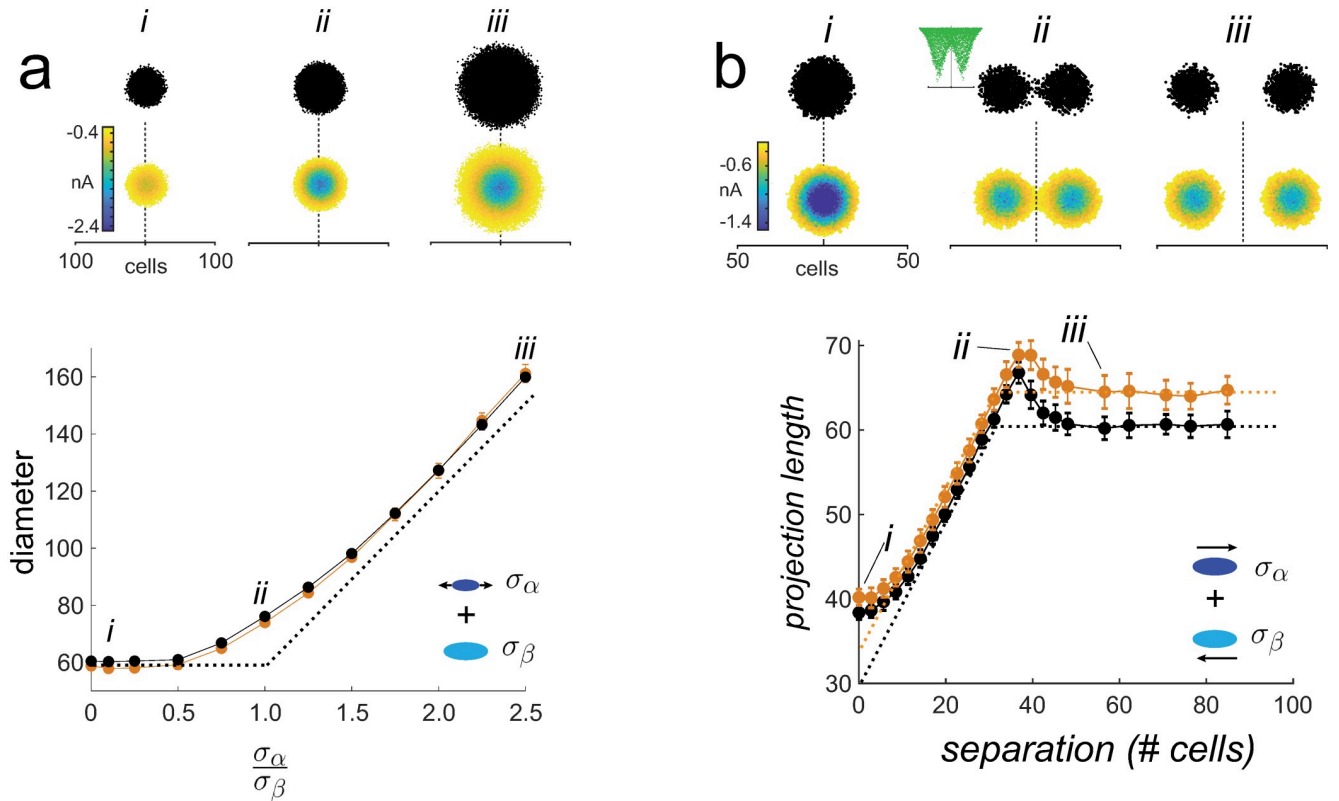 a
i
ii
iii
-0.4
nA
-2.4
100
cells
100
160
140
120
100
80
60
diameter
i
ii
iii
σα
+
σβ
0
0.5
1.0
1.5
2.0
2.5
σα
σβ
b
i
ii
iii
-0.6
nA
-1.4
50
cells
50
70
60
50
40
30
projection length
i
ii
iii
σα
+
σβ
0
20
40
60
80
100
separation (# cells)